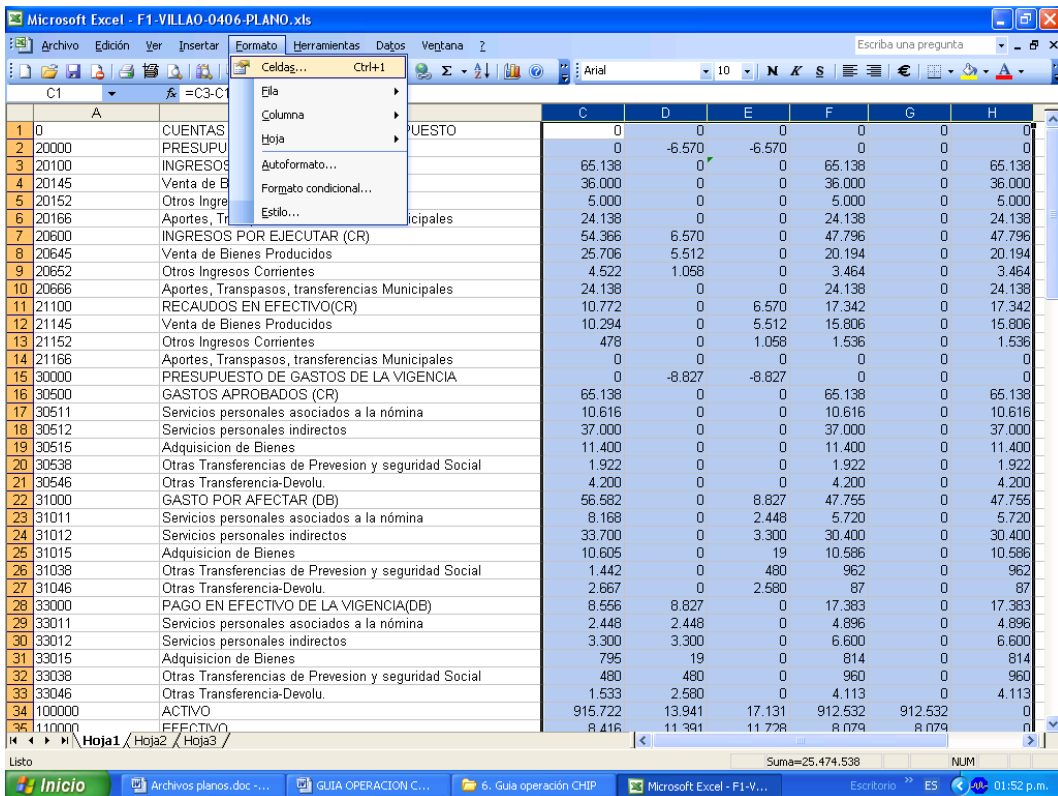 Microsoft Excel - F1-VILLAO-0406-PLANO.xls
Archivo Edición Ver Insertar Formato Herramientas Datos Ventana ? Escriba una pregunta
Arial 10 N K S €
C1 fx =C3-C1
Celdas... Ctrl+1
Fila
Columna
Hoja
Autoformato...
Formato condicional...
Estilo...
A C D E F G H
1 0 CUENTAS PUESTO 0 0 0 0 0 0
2 20000 PRESUPU 0 -6.570 -6.570 0 0 0
3 20100 INGRESOS 65.138 0 0 65.138 0 65.138
4 20145 Venta de B 36.000 0 0 36.000 0 36.000
5 20152 Otros Ingre 5.000 0 0 5.000 0 5.000
6 20166 Aportes, Tr icipales 24.138 0 0 24.138 0 24.138
7 20600 INGRESOS POR EJECUTAR (CR) 54.366 6.570 0 47.796 0 47.796
8 20645 Venta de Bienes Producidos 25.706 5.512 0 20.194 0 20.194
9 20652 Otros Ingresos Corrientes 4.522 1.058 0 3.464 0 3.464
10 20666 Aportes, Transpasos, transferencias Municipales 24.138 0 0 24.138 0 24.138
11 21100 RECAUDOS EN EFECTIVO(CR) 10.772 0 6.570 17.342 0 17.342
12 21145 Venta de Bienes Producidos 10.294 0 5.512 15.806 0 15.806
13 21152 Otros Ingresos Corrientes 478 0 1.058 1.536 0 1.536
14 21166 Aportes, Transpasos, transferencias Municipales 0 0 0 0 0 0
15 30000 PRESUPUESTO DE GASTOS DE LA VIGENCIA 0 -8.827 -8.827 0 0 0
16 30500 GASTOS APROBADOS (CR) 65.138 0 0 65.138 0 65.138
17 30511 Servicios personales asociados a la nómina 10.616 0 0 10.616 0 10.616
18 30512 Servicios personales indirectos 37.000 0 0 37.000 0 37.000
19 30515 Adquisicion de Bienes 11.400 0 0 11.400 0 11.400
20 30538 Otras Transferencias de Prevesion y seguridad Social 1.922 0 0 1.922 0 1.922
21 30546 Otras Transferencia-Devolu. 4.200 0 0 4.200 0 4.200
22 31000 GASTO POR AFECTAR (DB) 56.582 0 8.827 47.755 0 47.755
23 31011 Servicios personales asociados a la nómina 8.168 0 2.448 5.720 0 5.720
24 31012 Servicios personales indirectos 33.700 0 3.300 30.400 0 30.400
25 31015 Adquisicion de Bienes 10.605 0 19 10.586 0 10.586
26 31038 Otras Transferencias de Prevesion y seguridad Social 1.442 0 480 962 0 962
27 31046 Otras Transferencia-Devolu. 2.667 0 2.580 87 0 87
28 33000 PAGO EN EFECTIVO DE LA VIGENCIA(DB) 8.556 8.827 0 17.383 0 17.383
29 33011 Servicios personales asociados a la nómina 2.448 2.448 0 4.896 0 4.896
30 33012 Servicios personales indirectos 3.300 3.300 0 6.600 0 6.600
31 33015 Adquisicion de Bienes 795 19 0 814 0 814
32 33038 Otras Transferencias de Prevesion y seguridad Social 480 480 0 960 0 960
33 33046 Otras Transferencia-Devolu. 1.533 2.580 0 4.113 0 4.113
34 100000 ACTIVO 915.722 13.941 17.131 912.532 912.532 0
35 110000 EFECTIVO 8.416 11.391 11.728 8.079 8.079 0
Hoja1 Hoja2 Hoja3
Listo Suma=25.474.538 NUM
Inicio Archivos planos.doc -... GUIA OPERACION C... 6. Guia operación CHIP Microsoft Excel - F1-V... Escritorio » ES 01:52 p.m.